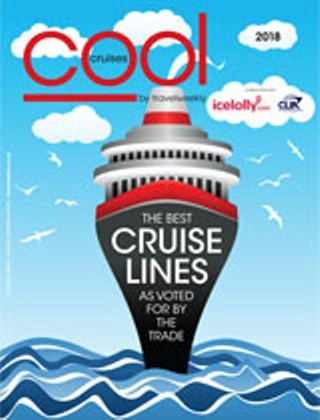 cool
cruises
by travelweekly
2018
icelolly.com
CLIA
THE BEST
CRUISE
LINES
AS VOTED
FOR BY
THE
TRADE